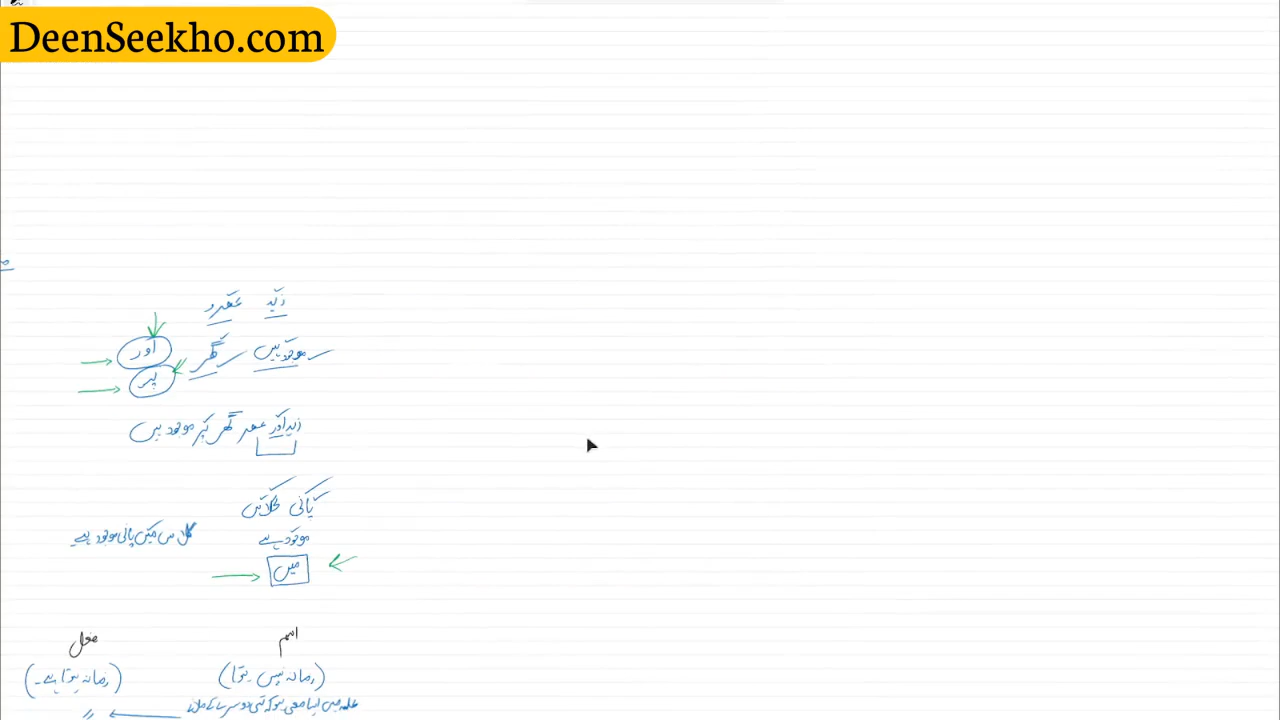 DeenSeekho.com
زید عمرو
موجود ہیں گھر اور
پر
زید اور عمر گھر پر موجود ہیں
پانی گلاس
موجود ہے گلاس میں پانی موجود ہے
میں
اسم فعل
(زمانہ نہیں ہوتا) (زمانہ ہوتا ہے۔)